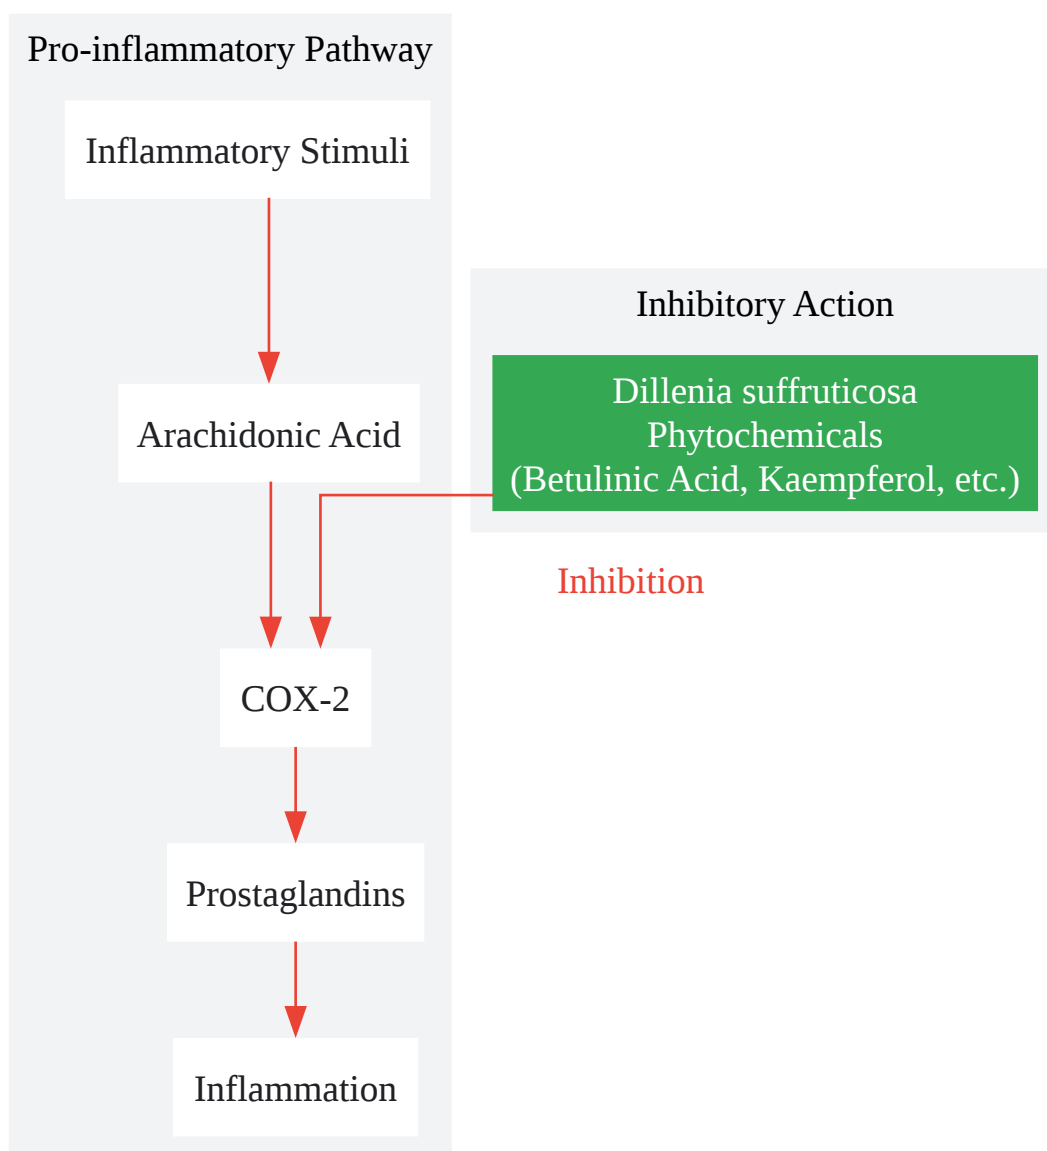 Pro-inflammatory Pathway
Inflammatory Stimuli
Inhibitory Action
Dillenia suffruticosa
Phytochemicals
(Betulinic Acid, Kaempferol, etc.)
Arachidonic Acid
Inhibition
COX-2
Prostaglandins
Inflammation